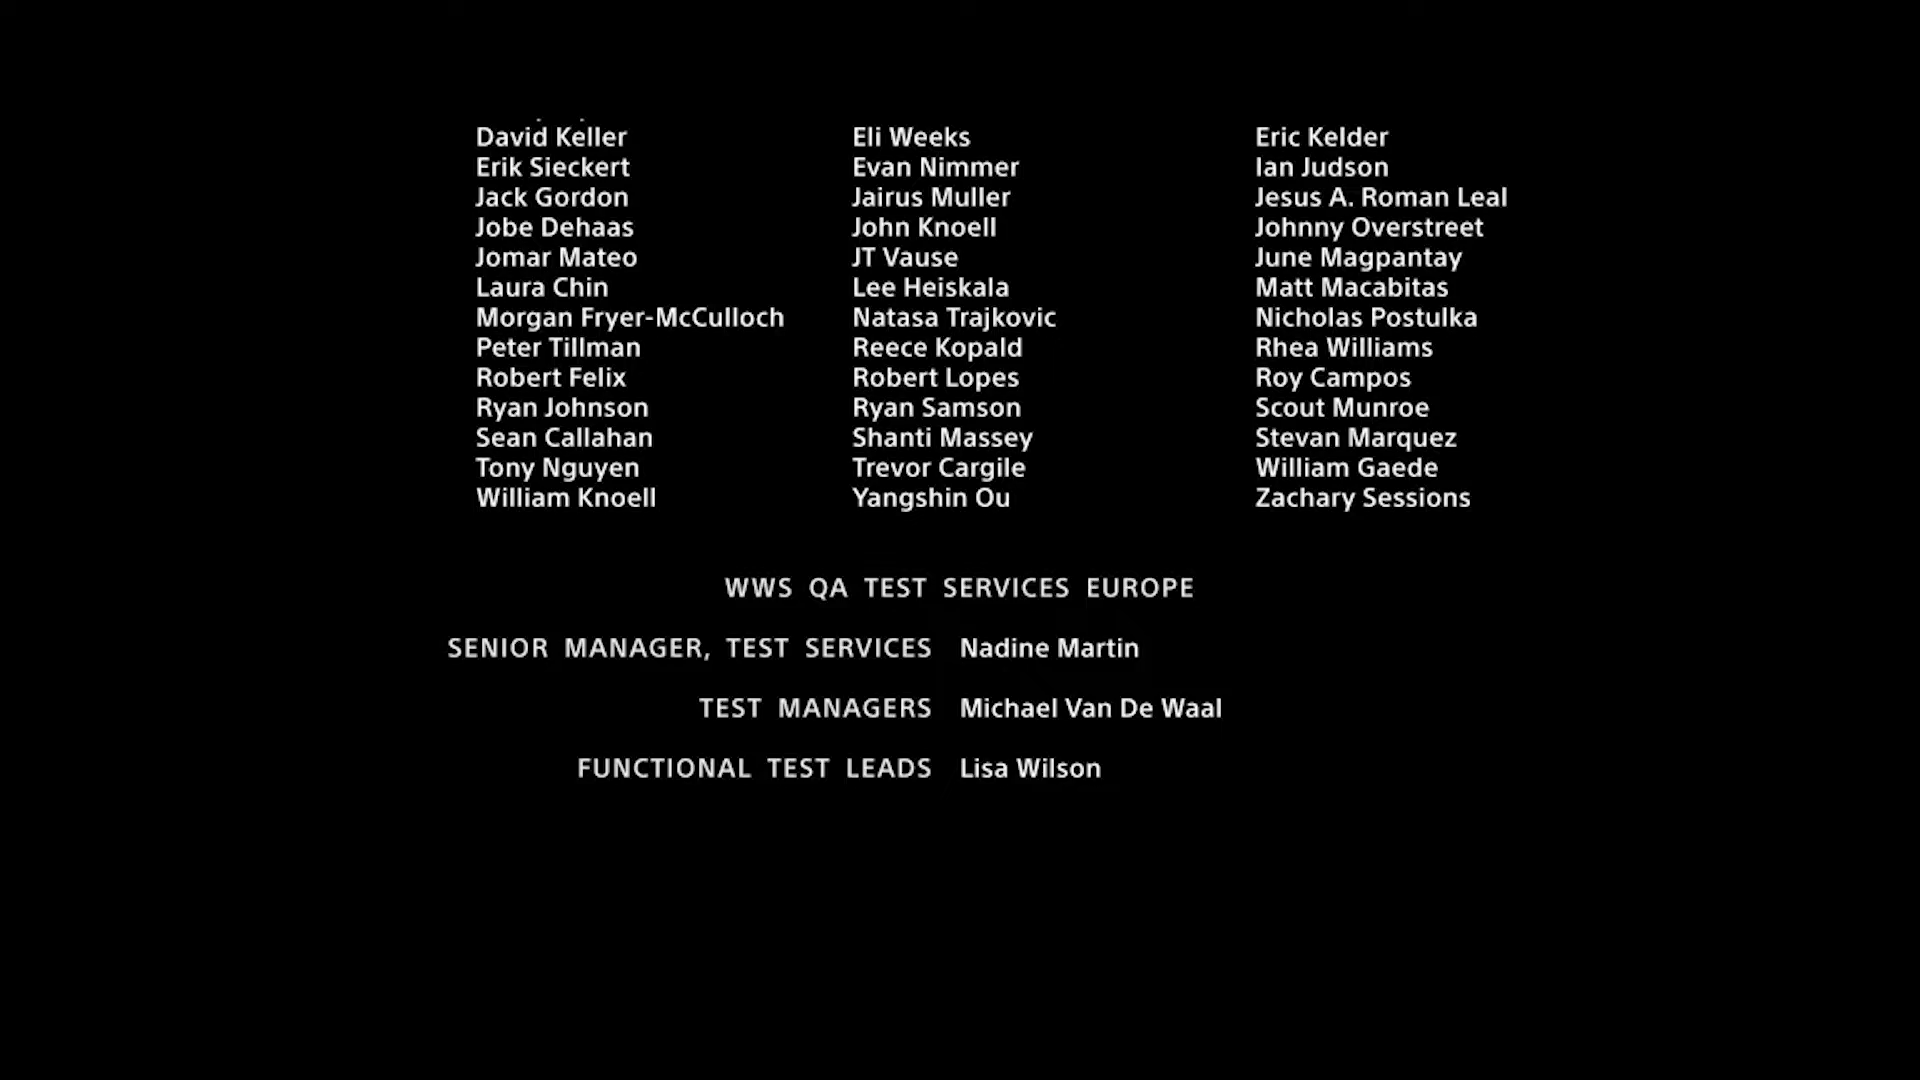 David Keller Eli Weeks Eric Kelder
Erik Sieckert Evan Nimmer Ian Judson
Jack Gordon Jairus Muller Jesus A. Roman Leal
Jobe Dehaas John Knoell Johnny Overstreet
Jomar Mateo JT Vause June Magpantay
Laura Chin Lee Heiskala Matt Macabitas
Morgan Fryer-McCulloch Natasa Trajkovic Nicholas Postulka
Peter Tillman Reece Kopald Rhea Williams
Robert Felix Robert Lopes Roy Campos
Ryan Johnson Ryan Samson Scout Munroe
Sean Callahan Shanti Massey Stevan Marquez
Tony Nguyen Trevor Cargile William Gaede
William Knoell Yangshin Ou Zachary Sessions
WWS QA TEST SERVICES EUROPE
SENIOR MANAGER, TEST SERVICES Nadine Martin
TEST MANAGERS Michael Van De Waal
FUNCTIONAL TEST LEADS Lisa Wilson